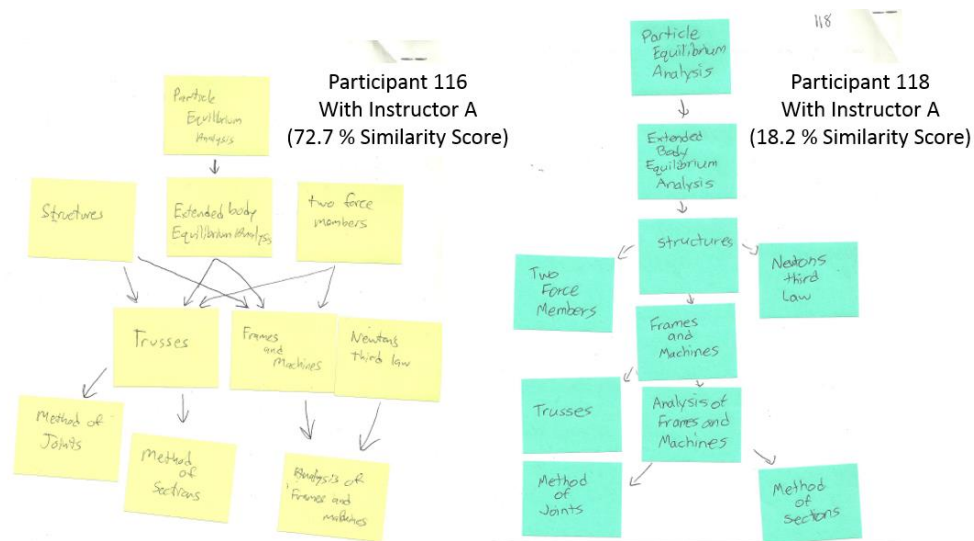 Participant 116
With Instructor A
(72.7 % Similarity Score)
Particle
Equilibrium
Analysis
Structures
Extended body
Equilibrium Analysis
two force
members
Trusses
Frames
and
Machines
Newtons
third law
Method of
Joints
Method
of
Sections
Analysis of
Frames and
machines
118
Participant 118
With Instructor A
(18.2 % Similarity Score)
Particle
Equilibrium
Analysis
Extended
Body
Equilibrium
Analysis
structures
Two
Force
Members
Newtons
third
Law
Frames
and
Machines
Trusses
Analysis of
Frames and
Machines
Method
of
Joints
Method
of
Sections